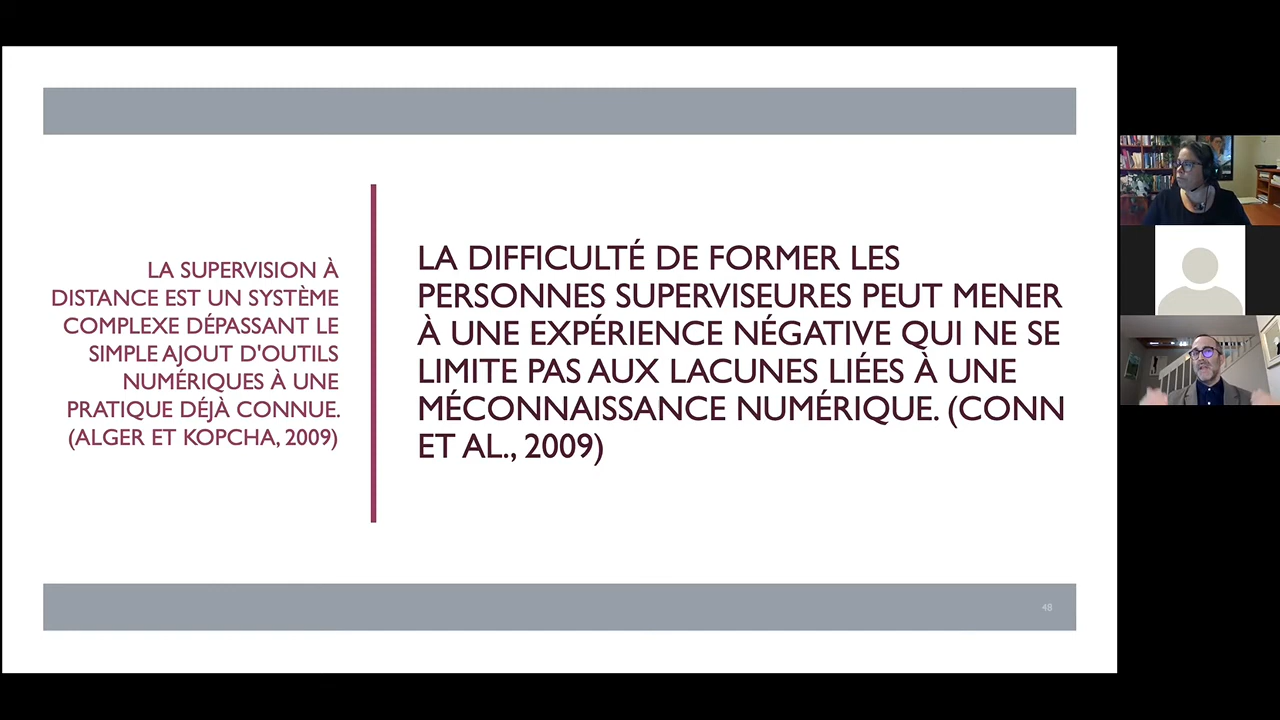 LA SUPERVISION À
DISTANCE EST UN SYSTÈME
COMPLEXE DÉPASSANT LE
SIMPLE AJOUT D'OUTILS
NUMÉRIQUES À UNE
PRATIQUE DÉJÀ CONNUE.
(ALGER ET KOPCHA, 2009)
LA DIFFICULTÉ DE FORMER LES
PERSONNES SUPERVISEURES PEUT MENER
À UNE EXPÉRIENCE NÉGATIVE QUI NE SE
LIMITE PAS AUX LACUNES LIÉES À UNE
MÉCONNAISSANCE NUMÉRIQUE. (CONN
ET AL., 2009)
48